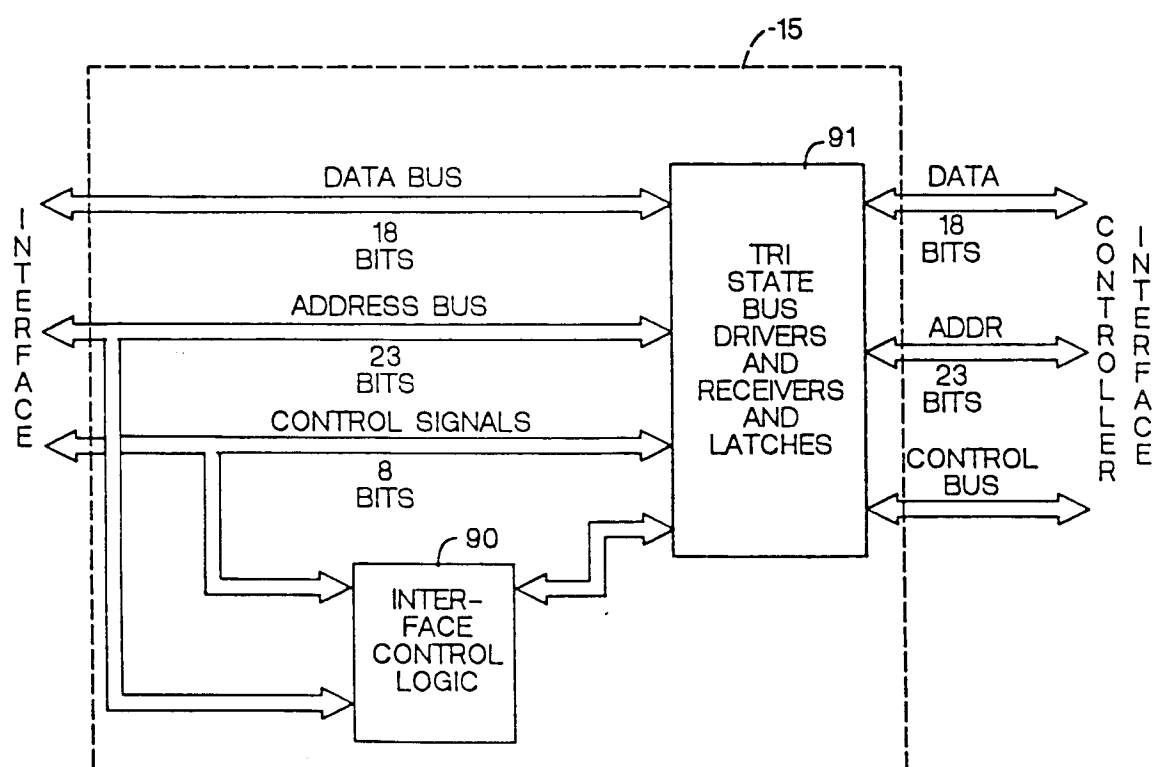 -15
91
DATA BUS
DATA
18
BITS
18
BITS
INTERFACE
TRI
STATE
BUS
DRIVERS
AND
RECEIVERS
AND
LATCHES
CONTROLLER
INTERFACE
ADDRESS BUS
ADDR
23
BITS
23
BITS
CONTROL SIGNALS
CONTROL
BUS
8
BITS
90
INTER-
FACE
CONTROL
LOGIC